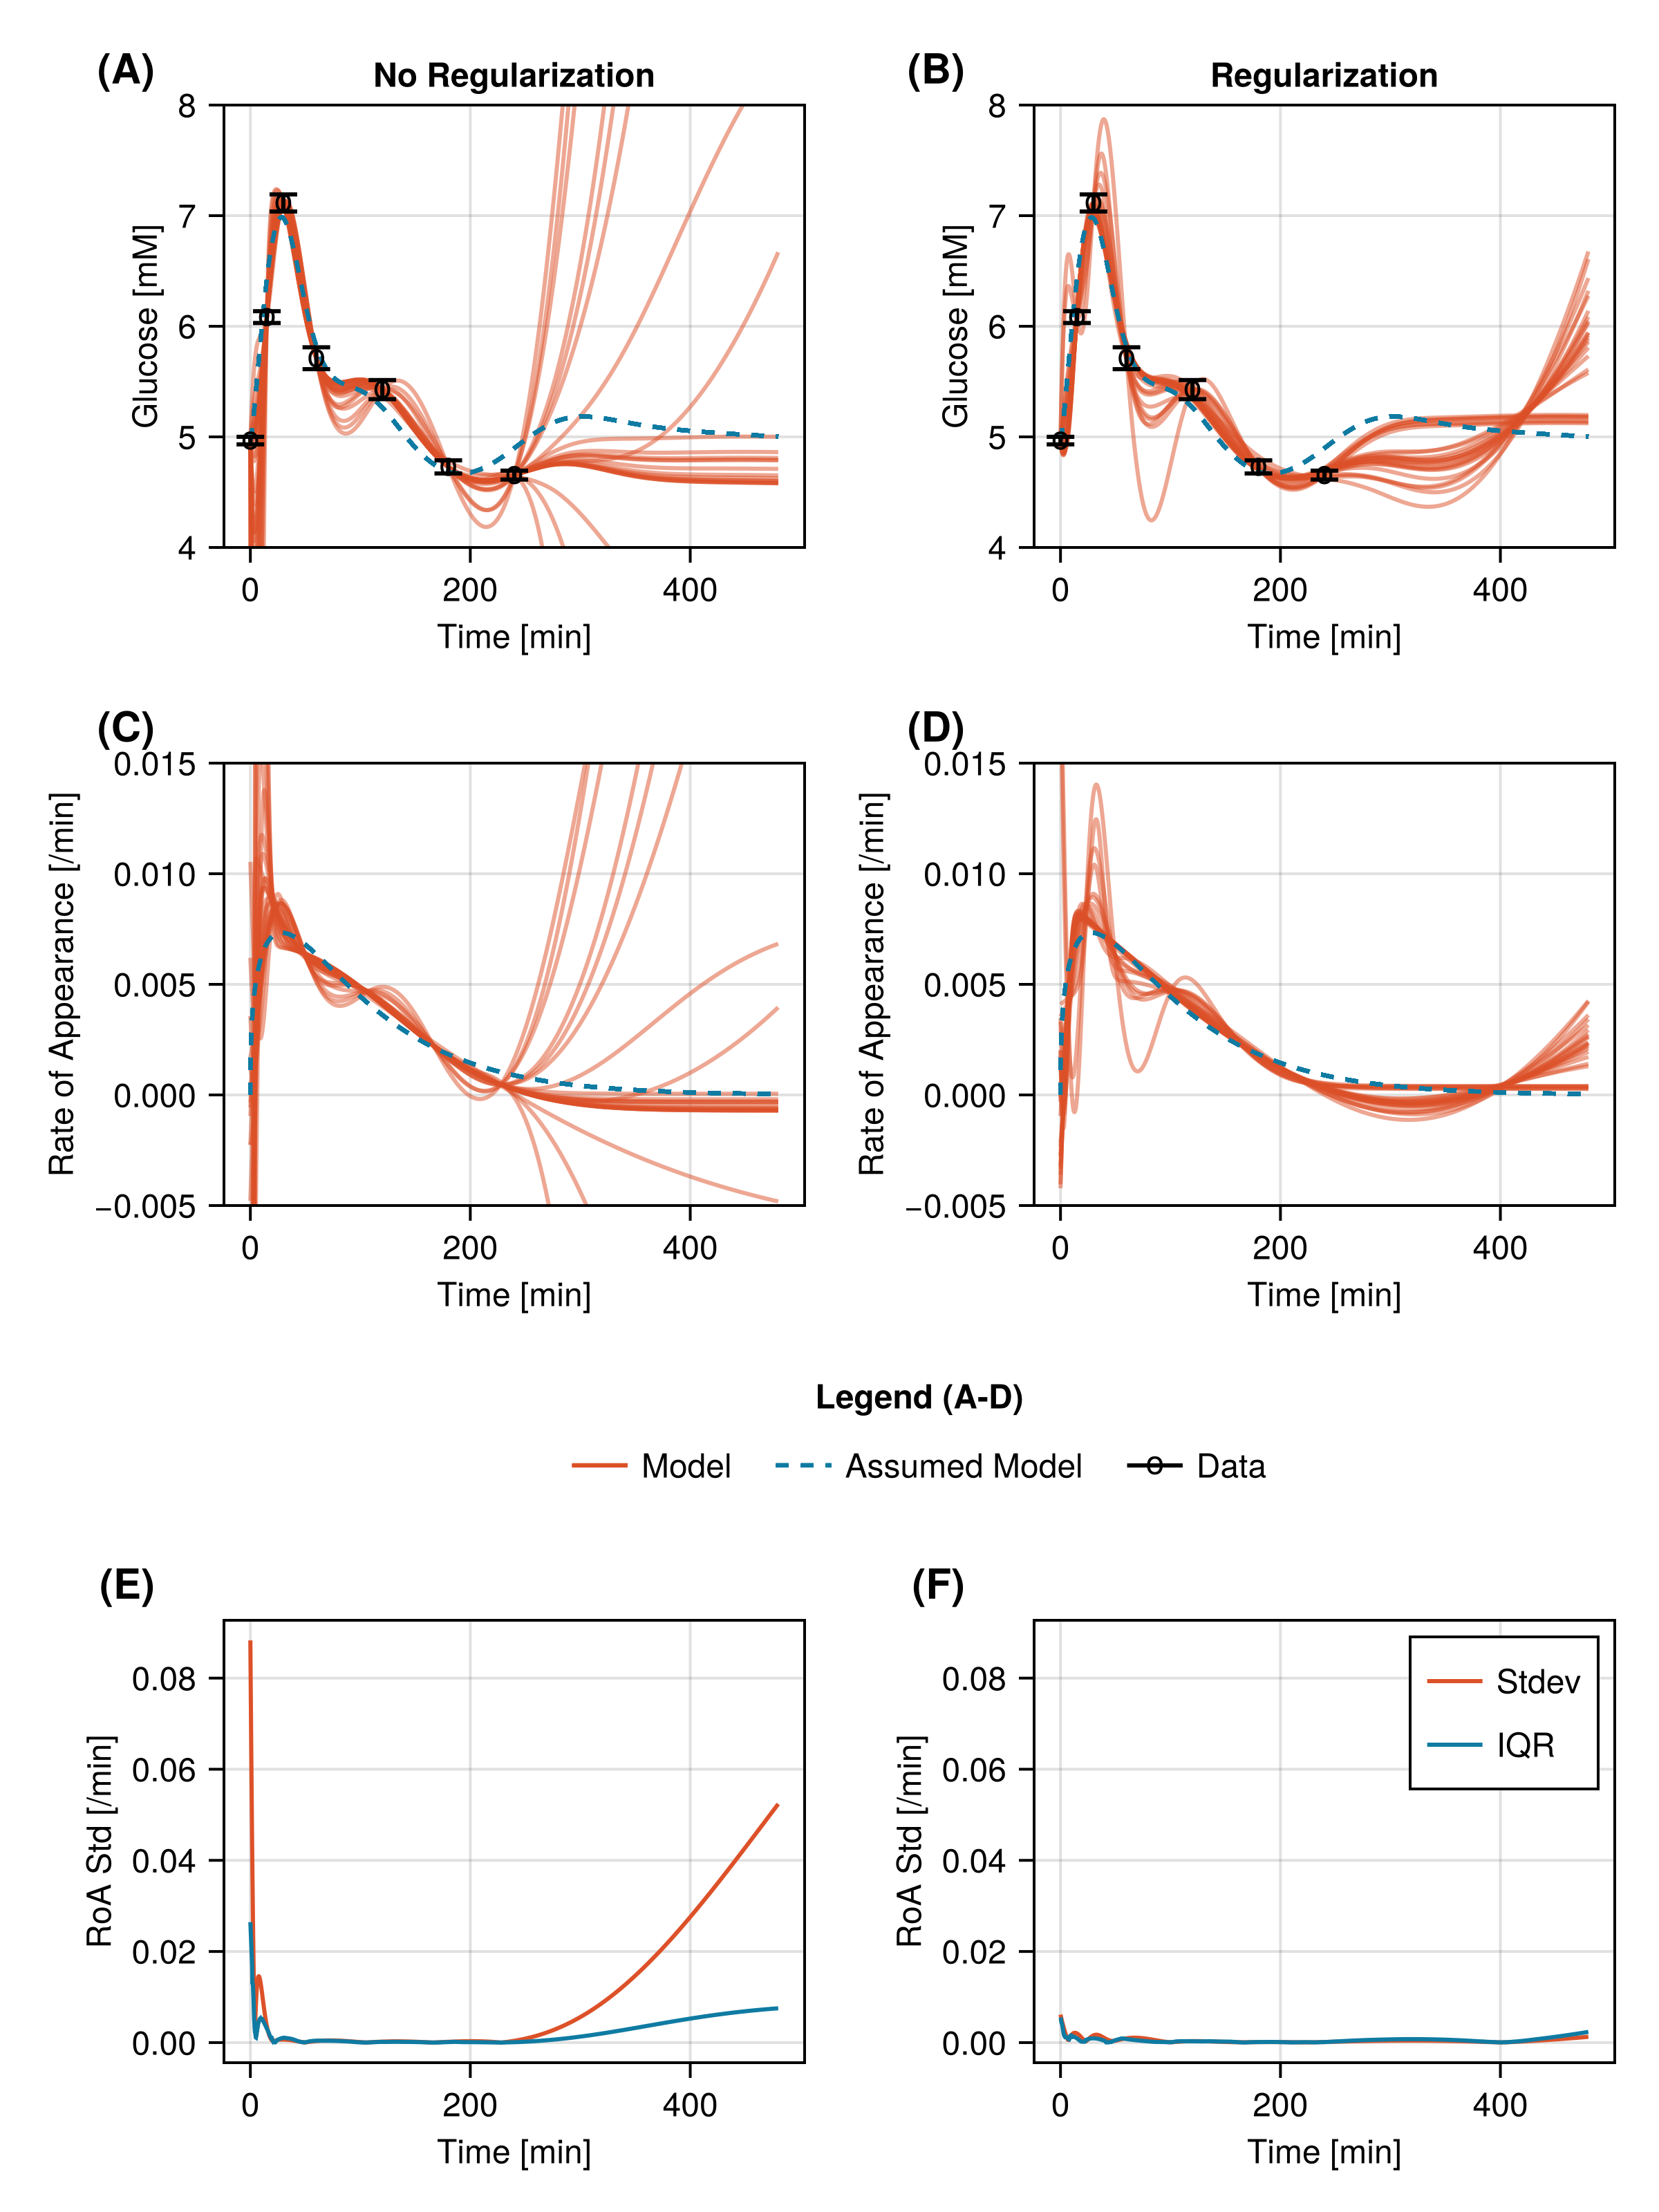 (A)
No Regularization
8
7
6
5
4
Glucose [mM]
0 200 400
Time [min]
(B)
Regularization
8
7
6
5
4
Glucose [mM]
0 200 400
Time [min]
(C)
0.015
0.010
0.005
0.000
−0.005
Rate of Appearance [/min]
0 200 400
Time [min]
(D)
0.015
0.010
0.005
0.000
−0.005
Rate of Appearance [/min]
0 200 400
Time [min]
Legend (A-D)
Model Assumed Model Data
(E)
0.08
0.06
0.04
0.02
0.00
RoA Std [/min]
0 200 400
Time [min]
(F)
0.08
0.06
0.04
0.02
0.00
RoA Std [/min]
Stdev
IQR
0 200 400
Time [min]